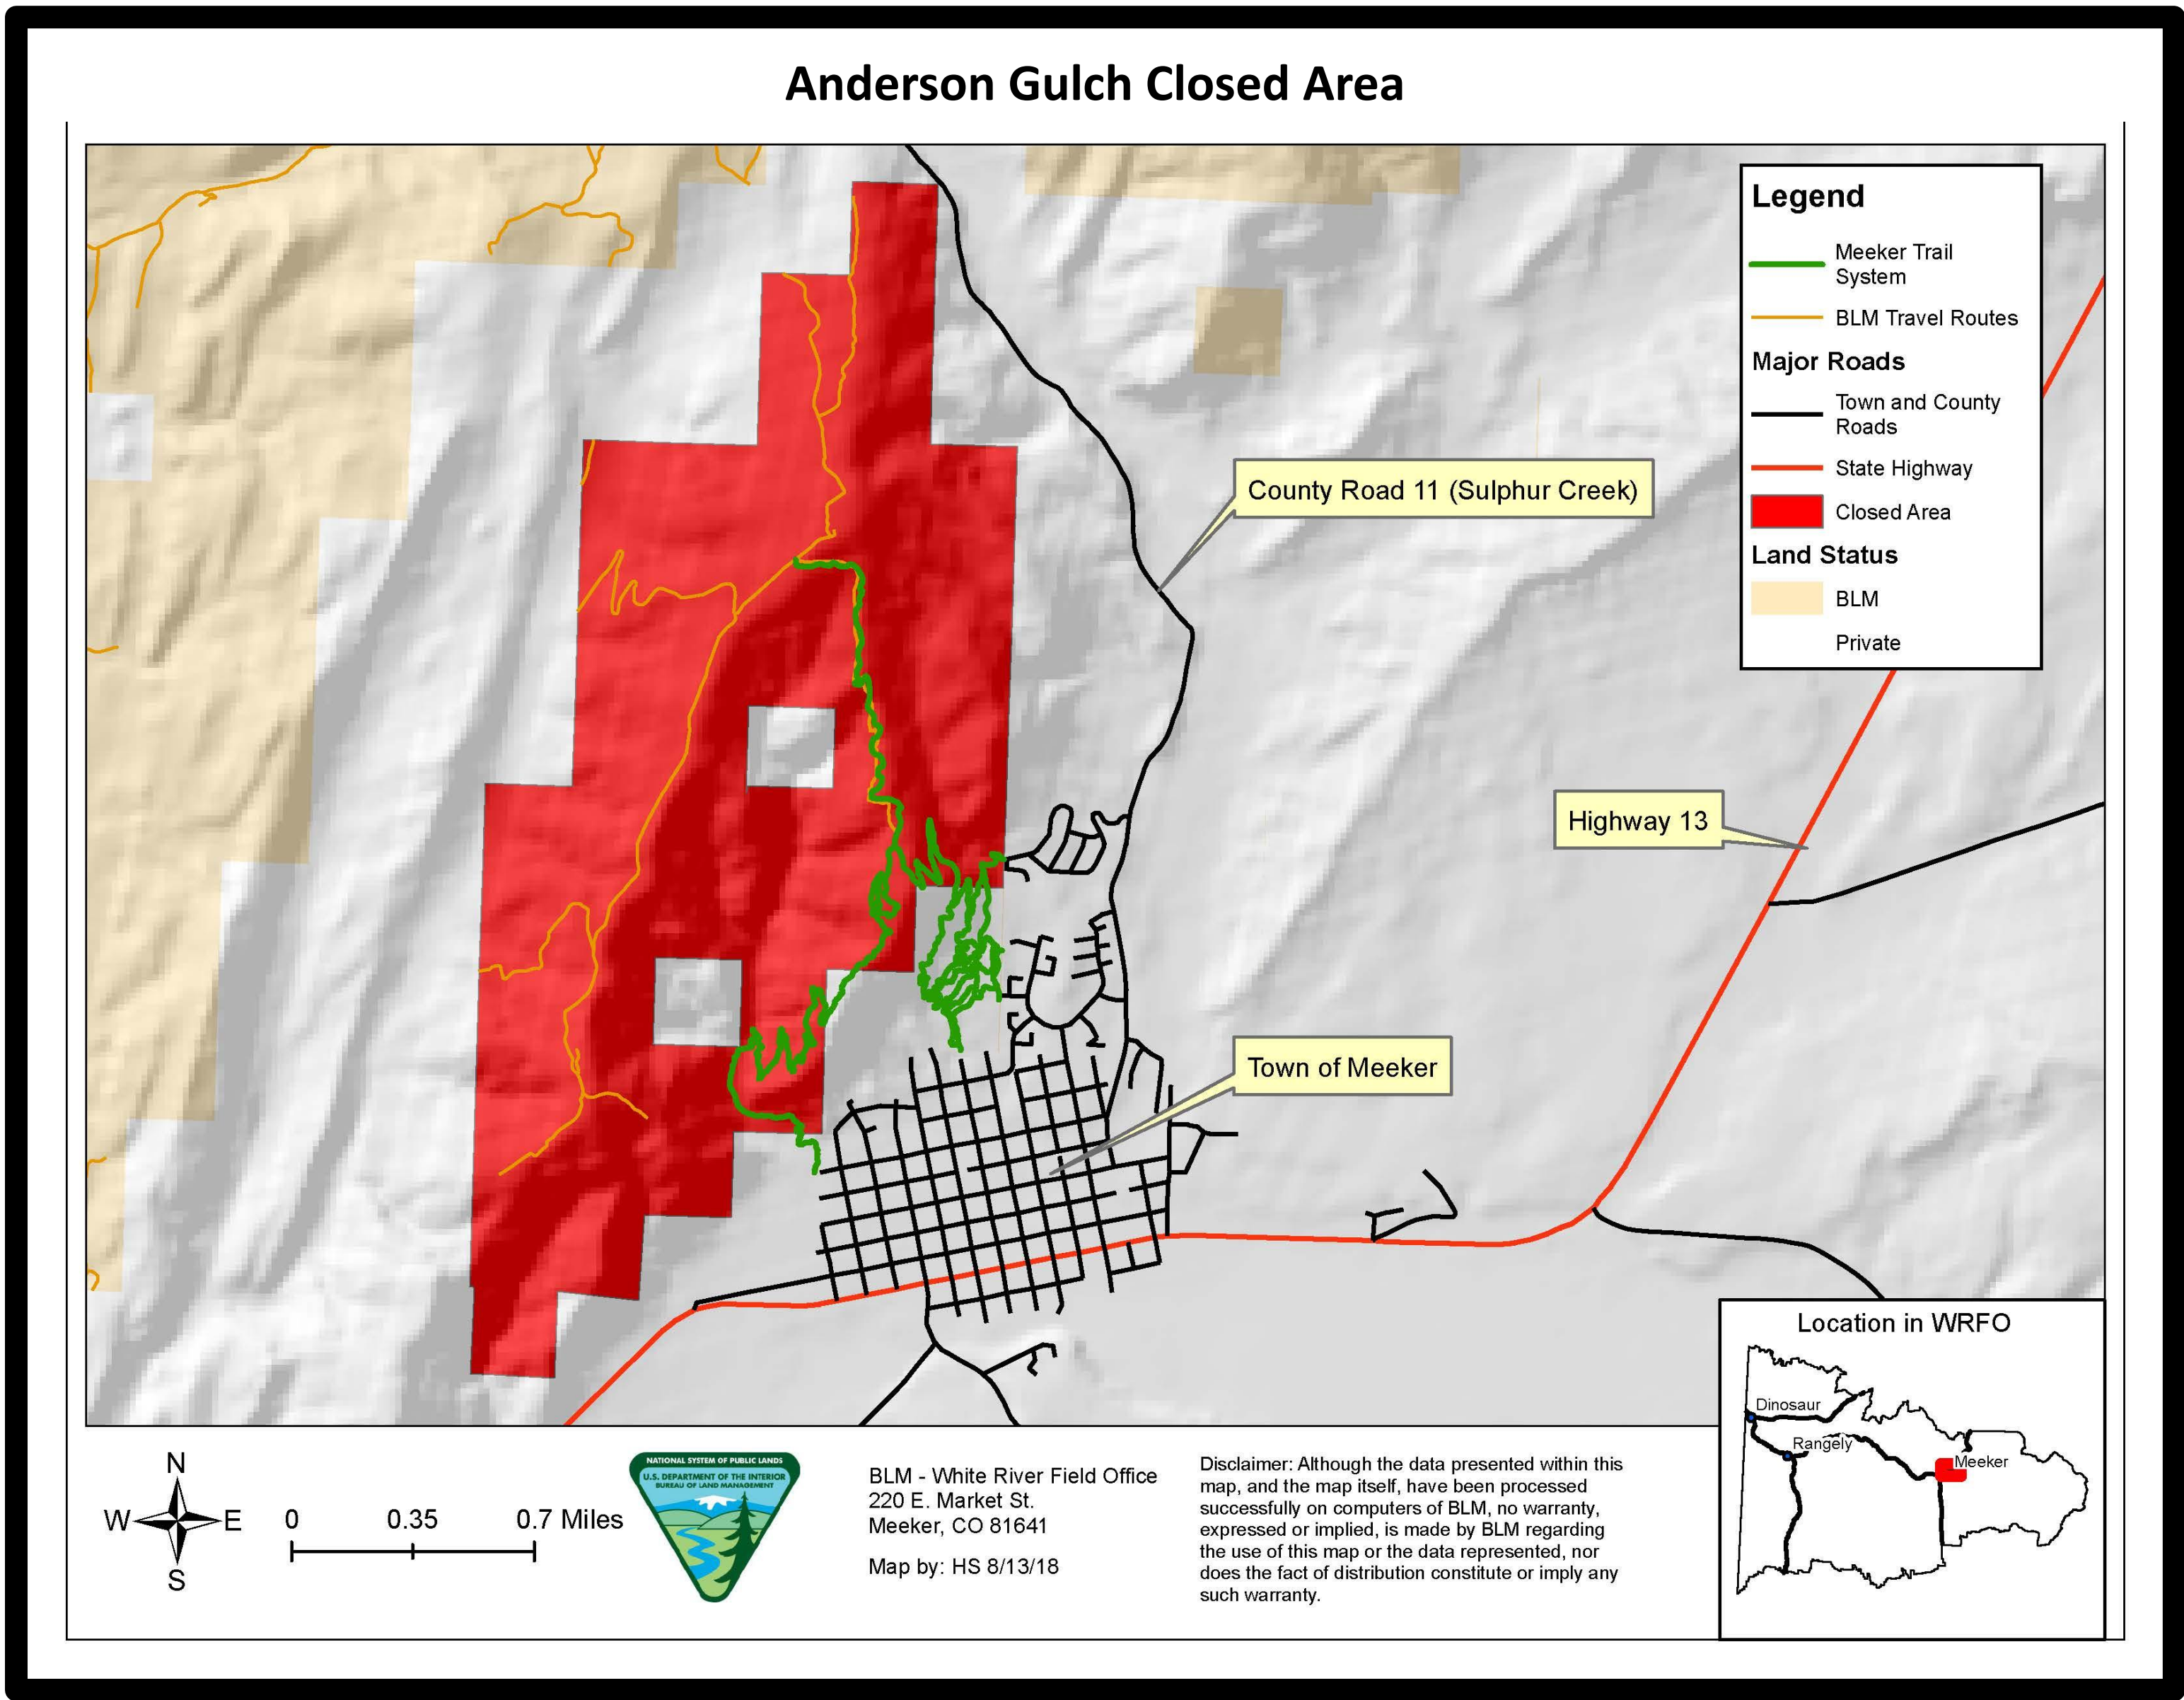 Anderson Gulch Closed Area
Legend
Meeker Trail
System
BLM Travel Routes
Major Roads
Town and County
Roads
State Highway
Closed Area
Land Status
BLM
Private
County Road 11 (Sulphur Creek)
Highway 13
Town of Meeker
Location in WRFO
Dinosaur
Rangely
Meeker
N
W E
S
0 0.35 0.7 Miles
NATIONAL SYSTEM OF PUBLIC LANDS
U.S. DEPARTMENT OF THE INTERIOR
BUREAU OF LAND MANAGEMENT
BLM - White River Field Office
220 E. Market St.
Meeker, CO 81641
Map by: HS 8/13/18
Disclaimer: Although the data presented within this
map, and the map itself, have been processed
successfully on computers of BLM, no warranty,
expressed or implied, is made by BLM regarding
the use of this map or the data represented, nor
does the fact of distribution constitute or imply any
such warranty.